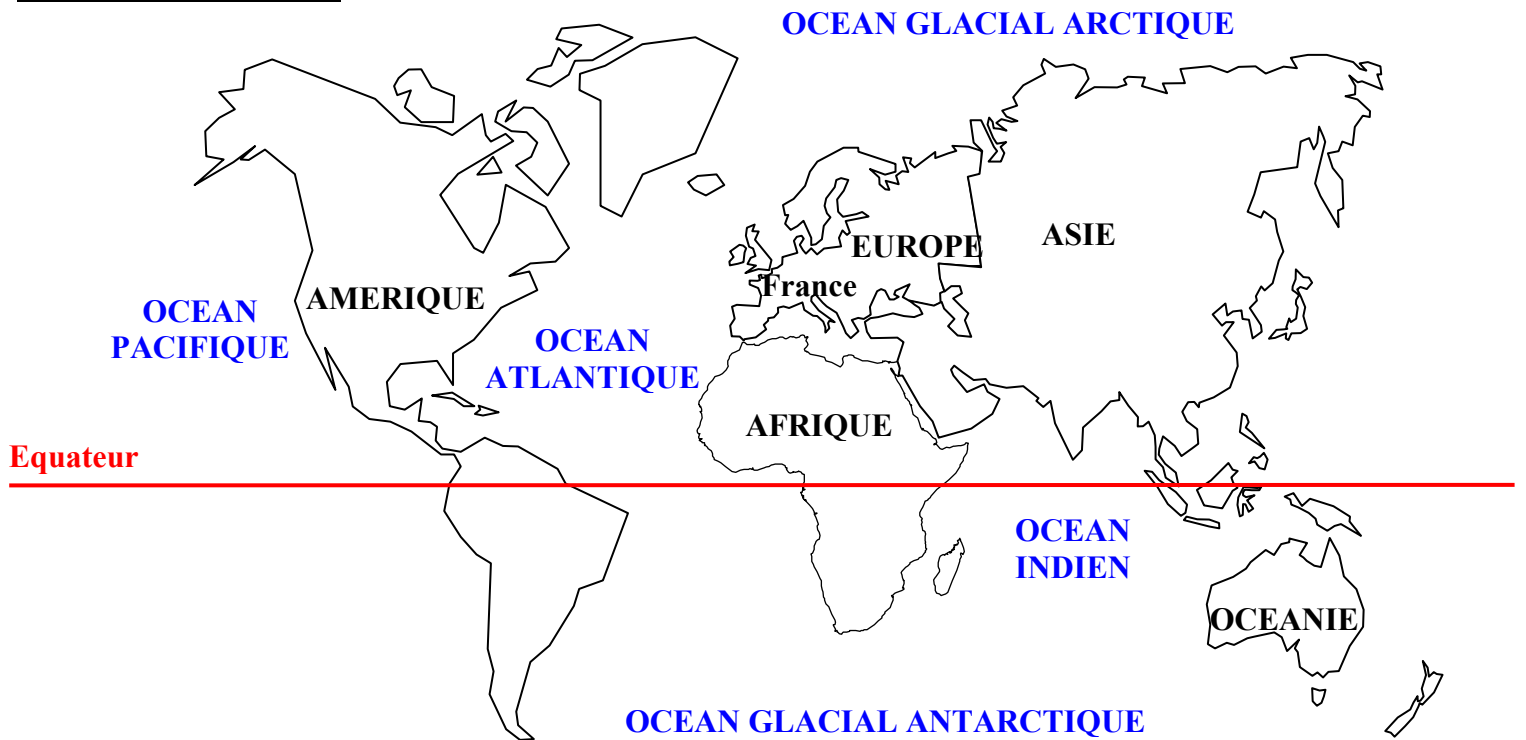 OCEAN GLACIAL ARCTIQUE
ASIE
EUROPE
France
AMERIQUE
OCEAN
PACIFIQUE
OCEAN
ATLANTIQUE
AFRIQUE
Equateur
OCEAN
INDIEN
OCEANIE
OCEAN GLACIAL ANTARCTIQUE